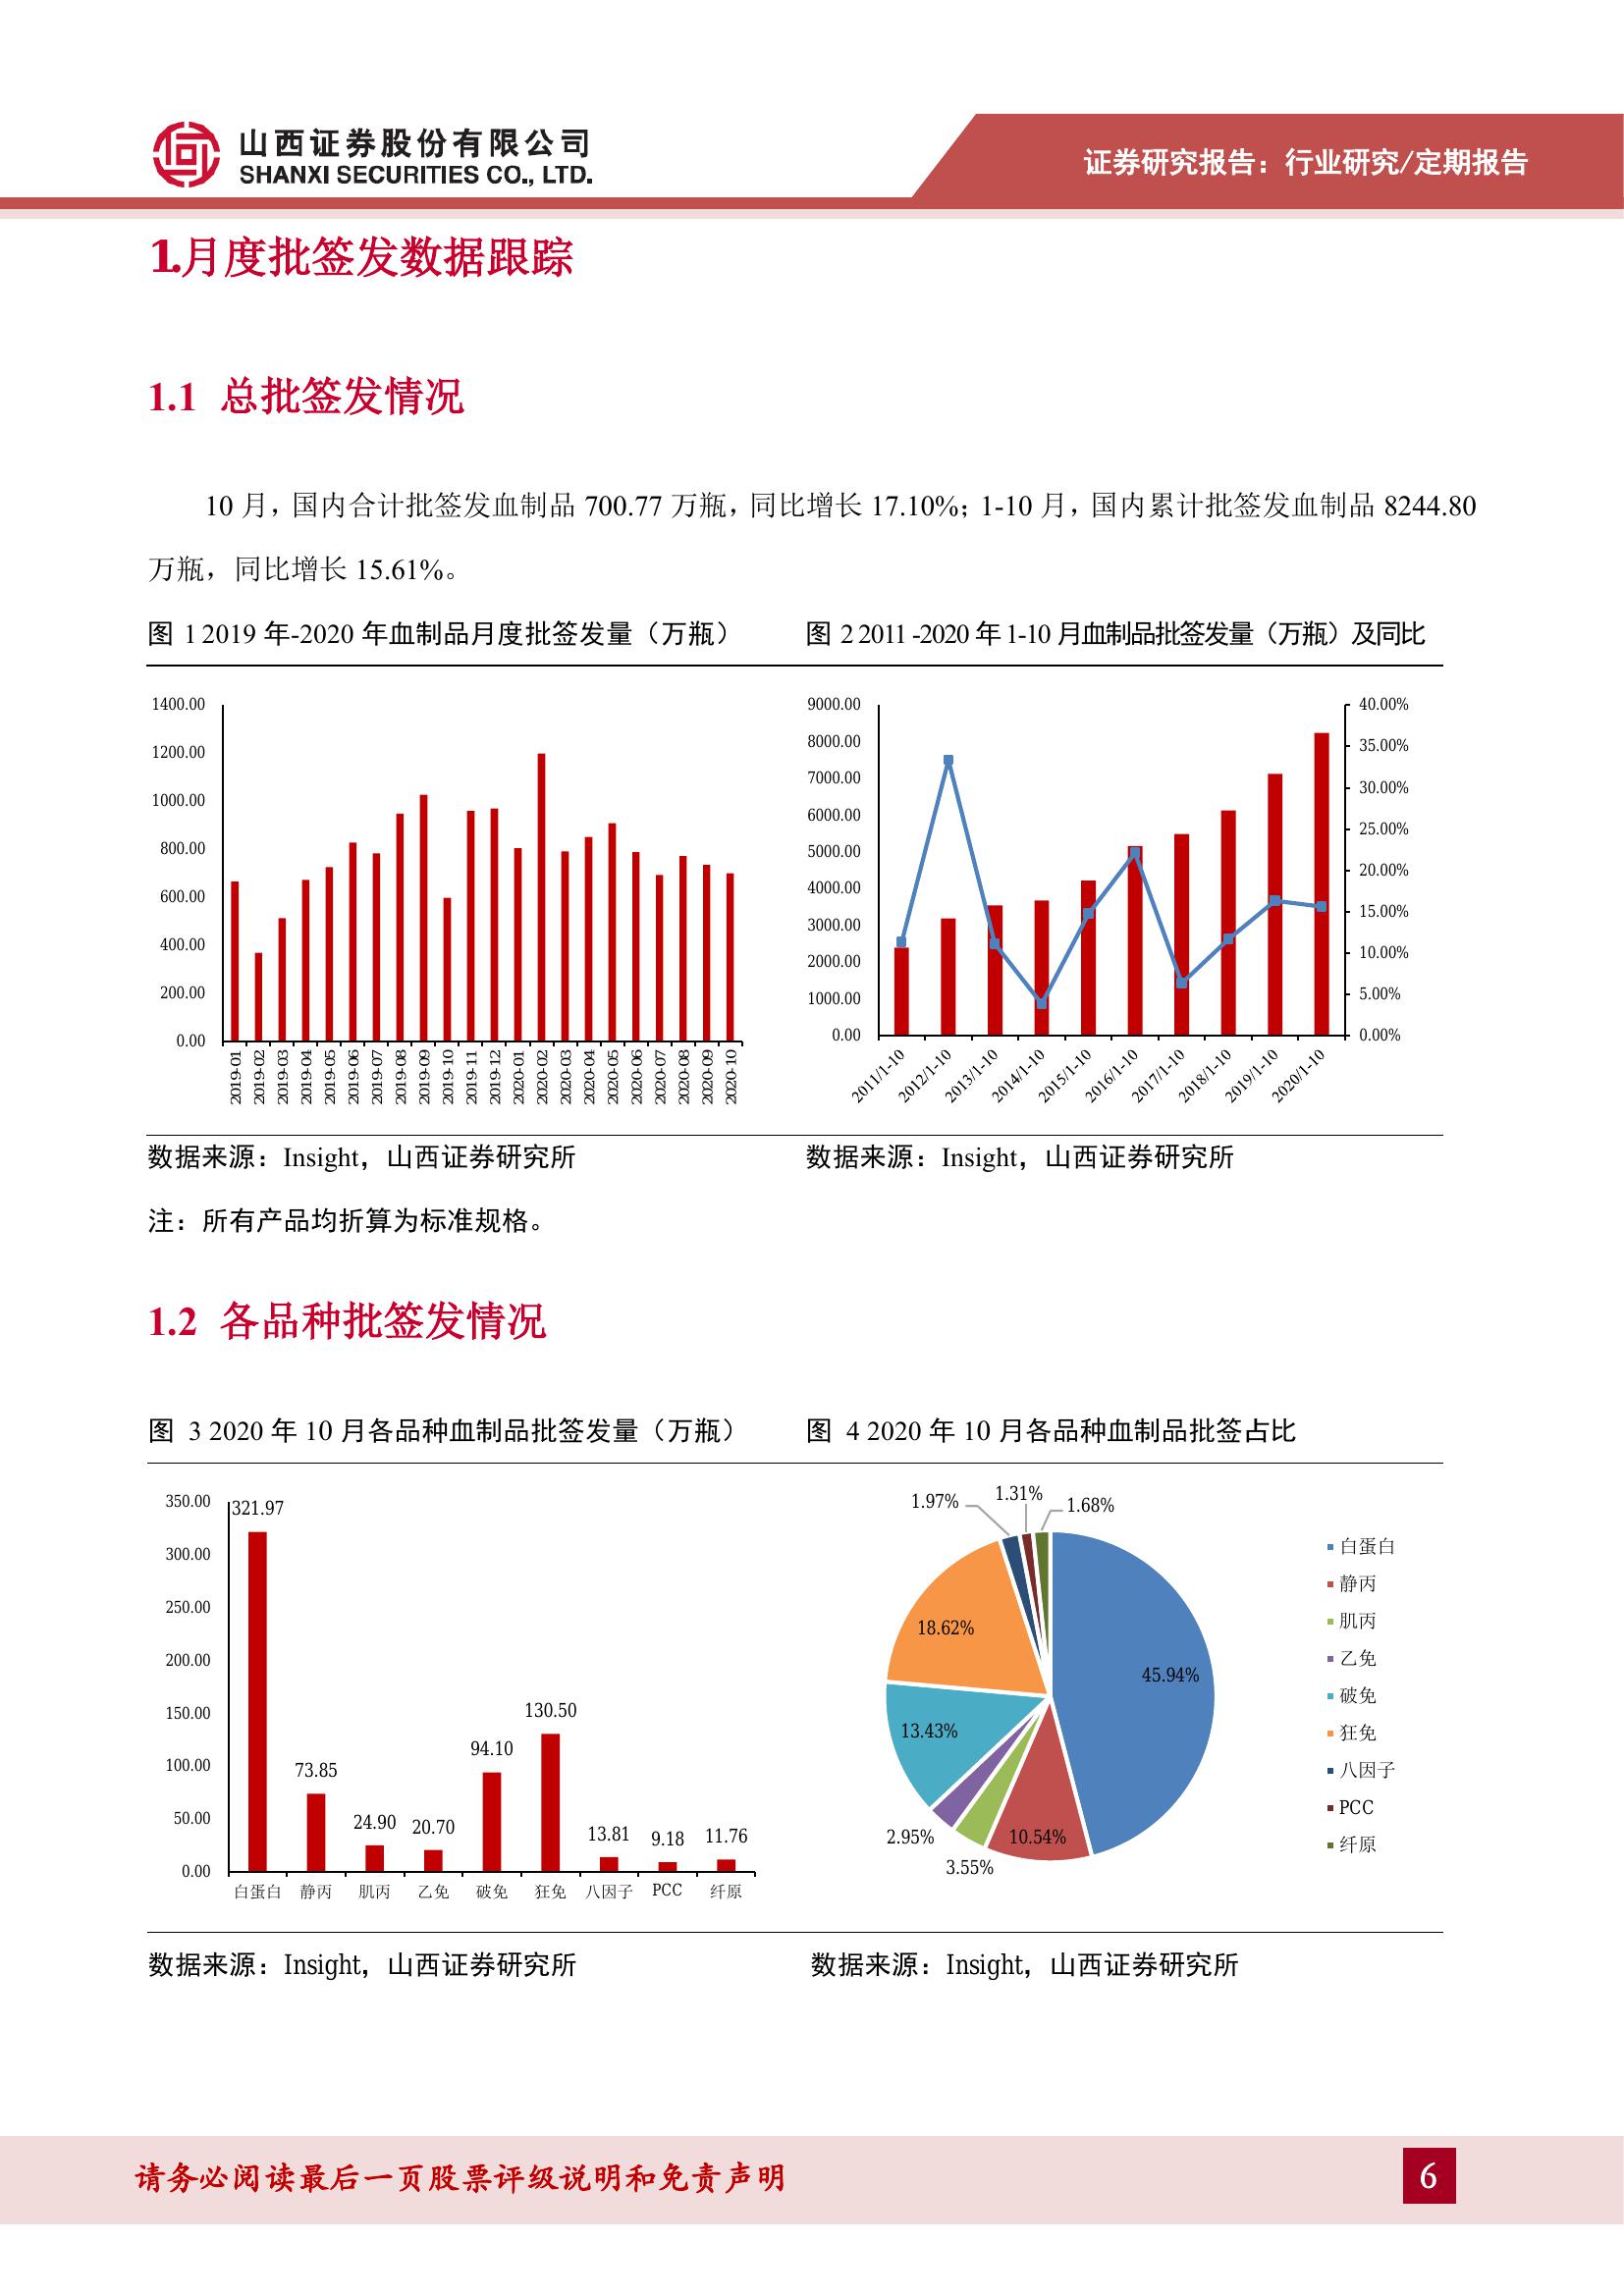 山西证券股份有限公司
SHANXI SECURITIES CO., LTD.
证券研究报告：行业研究/定期报告
1.月度批签发数据跟踪
1.1 总批签发情况
10 月，国内合计批签发血制品 700.77 万瓶，同比增长 17.10%；1-10 月，国内累计批签发血制品 8244.80
万瓶，同比增长 15.61%。
图 1 2019 年-2020 年血制品月度批签发量（万瓶）
1400.00
1200.00
1000.00
800.00
600.00
400.00
200.00
0.00
2019-01
2019-02
2019-03
2019-04
2019-05
2019-06
2019-07
2019-08
2019-09
2019-10
2019-11
2019-12
2020-01
2020-02
2020-03
2020-04
2020-05
2020-06
2020-07
2020-08
2020-09
2020-10
数据来源：Insight，山西证券研究所
图 2 2011 -2020 年 1-10 月血制品批签发量（万瓶）及同比
9000.00
8000.00
7000.00
6000.00
5000.00
4000.00
3000.00
2000.00
1000.00
0.00
40.00%
35.00%
30.00%
25.00%
20.00%
15.00%
10.00%
5.00%
0.00%
2011/1-10
2012/1-10
2013/1-10
2014/1-10
2015/1-10
2016/1-10
2017/1-10
2018/1-10
2019/1-10
2020/1-10
数据来源：Insight，山西证券研究所
注：所有产品均折算为标准规格。
1.2 各品种批签发情况
图 3 2020 年 10 月各品种血制品批签发量（万瓶）
350.00
300.00
250.00
200.00
150.00
100.00
50.00
0.00
321.97
73.85
24.90
20.70
94.10
130.50
13.81
9.18
11.76
白蛋白
静丙
肌丙
乙免
破免
狂免
八因子
PCC
纤原
数据来源：Insight，山西证券研究所
图 4 2020 年 10 月各品种血制品批签占比
1.97%
1.31%
1.68%
18.62%
45.94%
13.43%
2.95%
10.54%
3.55%
白蛋白
静丙
肌丙
乙免
破免
狂免
八因子
PCC
纤原
数据来源：Insight，山西证券研究所
请务必阅读最后一页股票评级说明和免责声明
6